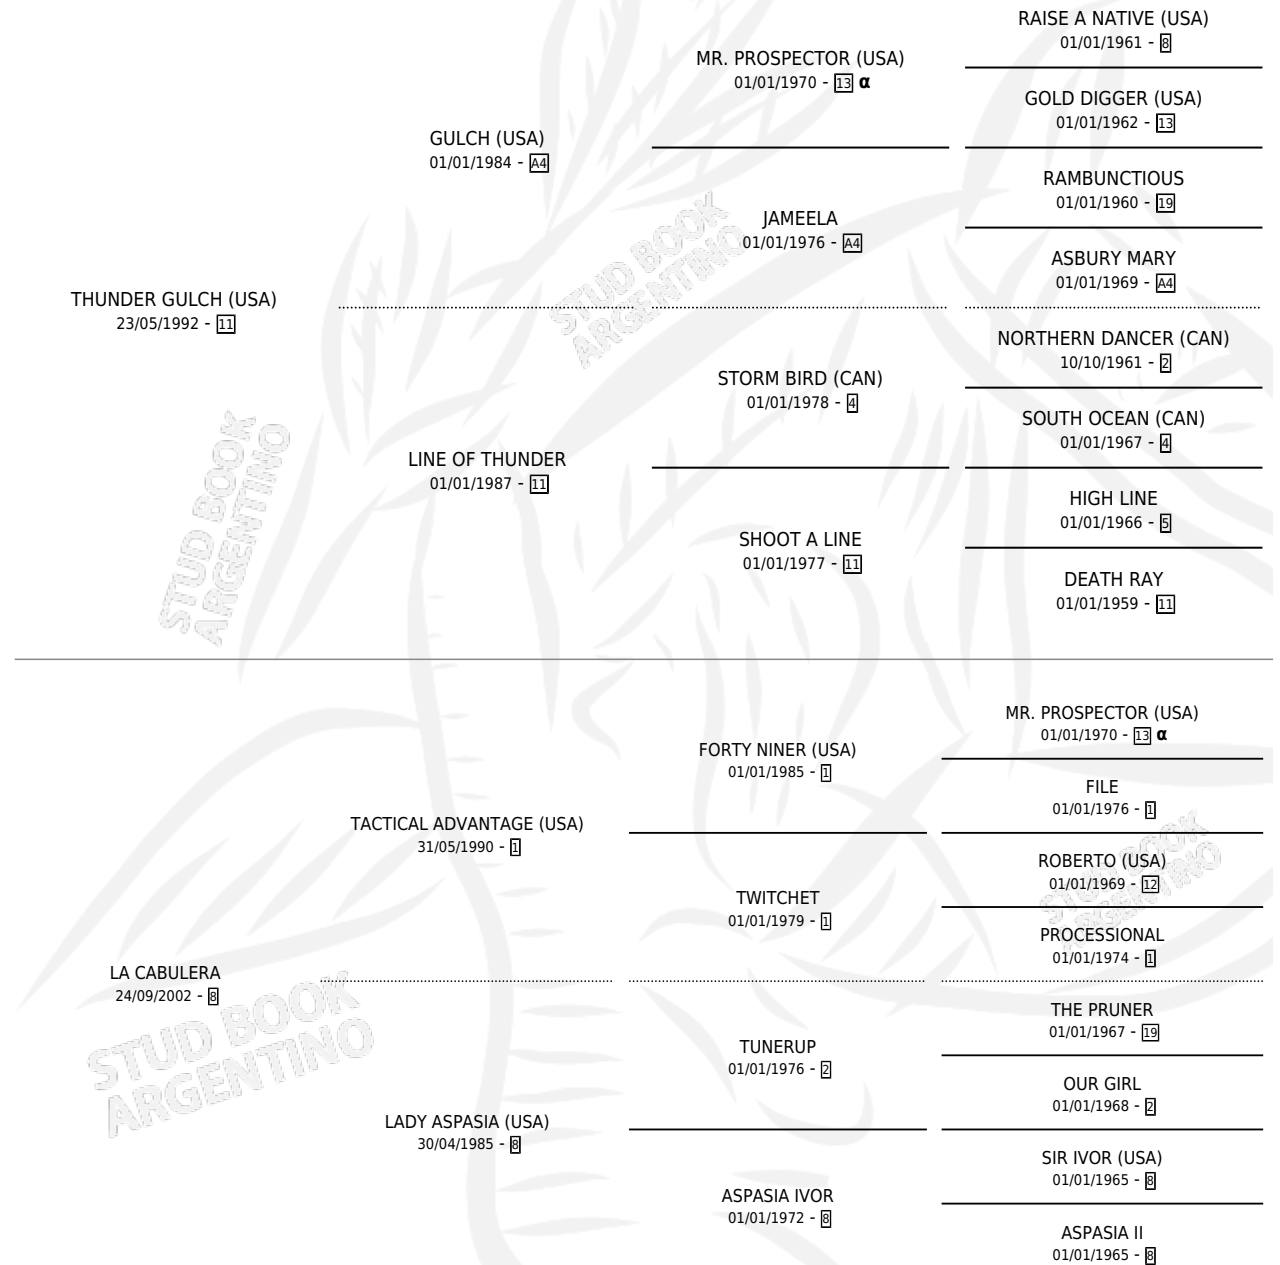 RAISE A NATIVE (USA)
01/01/1961 - 8
MR. PROSPECTOR (USA)
01/01/1970 - 13 α
GOLD DIGGER (USA)
01/01/1962 - 13
GULCH (USA)
01/01/1984 - A4
RAMBUNCTIOUS
01/01/1960 - 19
JAMEELA
01/01/1976 - A4
ASBURY MARY
01/01/1969 - A4
THUNDER GULCH (USA)
23/05/1992 - 11
NORTHERN DANCER (CAN)
10/10/1961 - 2
STORM BIRD (CAN)
01/01/1978 - 4
SOUTH OCEAN (CAN)
01/01/1967 - 4
LINE OF THUNDER
01/01/1987 - 11
HIGH LINE
01/01/1966 - 5
SHOOT A LINE
01/01/1977 - 11
DEATH RAY
01/01/1959 - 11
MR. PROSPECTOR (USA)
01/01/1970 - 13 α
FORTY NINER (USA)
01/01/1985 - 1
FILE
01/01/1976 - 1
TACTICAL ADVANTAGE (USA)
31/05/1990 - 1
ROBERTO (USA)
01/01/1969 - 12
TWITCHET
01/01/1979 - 1
PROCESSIONAL
01/01/1974 - 1
LA CABULERA
24/09/2002 - 8
THE PRUNER
01/01/1967 - 19
TUNERUP
01/01/1976 - 2
OUR GIRL
01/01/1968 - 2
LADY ASPASIA (USA)
30/04/1985 - 8
SIR IVOR (USA)
01/01/1965 - 8
ASPASIA IVOR
01/01/1972 - 8
ASPASIA II
01/01/1965 - 8
STUD BOOK
ARGENTINO
STUD BOOK
ARGENTINO
STUD BOOK
ARGENTINO
STUD BOOK
ARGENTINO